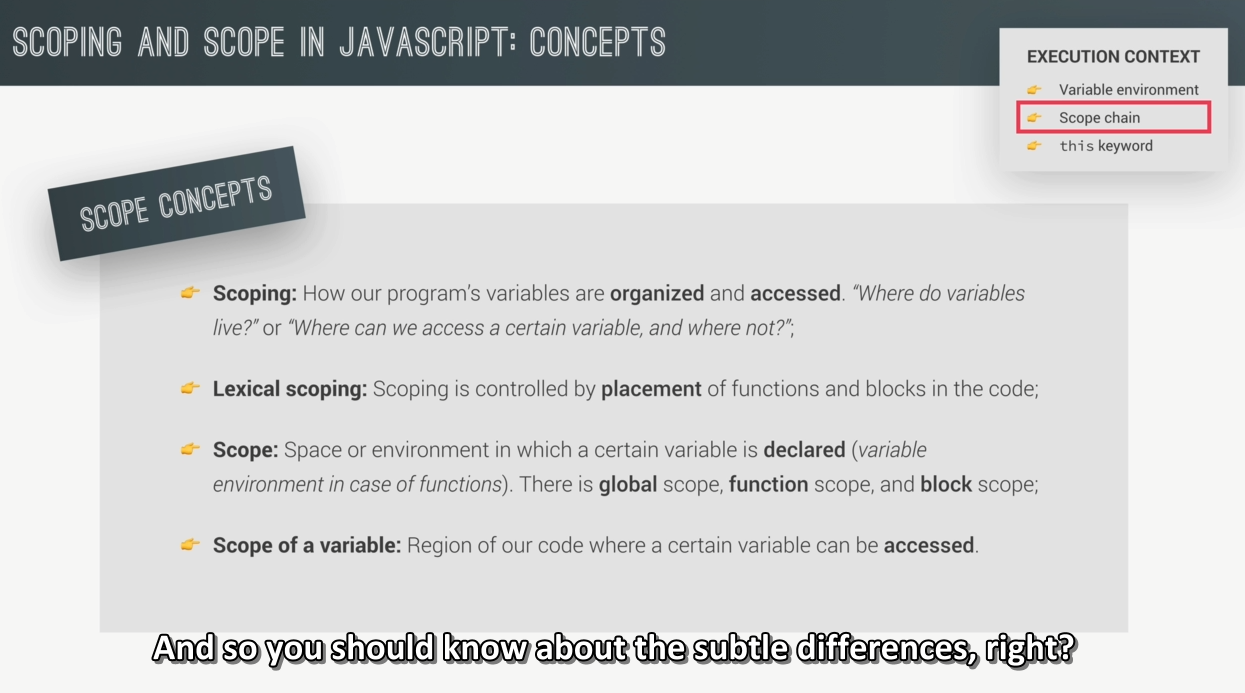 SCOPING AND SCOPE IN JAVASCRIPT: CONCEPTS
EXECUTION CONTEXT
👉 Variable environment
👉 Scope chain
👉 this keyword
SCOPE CONCEPTS
👉 Scoping: How our program’s variables are organized and accessed. “Where do variables
live?” or “Where can we access a certain variable, and where not?”;
👉 Lexical scoping: Scoping is controlled by placement of functions and blocks in the code;
👉 Scope: Space or environment in which a certain variable is declared (variable
environment in case of functions). There is global scope, function scope, and block scope;
👉 Scope of a variable: Region of our code where a certain variable can be accessed.
And so you should know about the subtle differences, right?